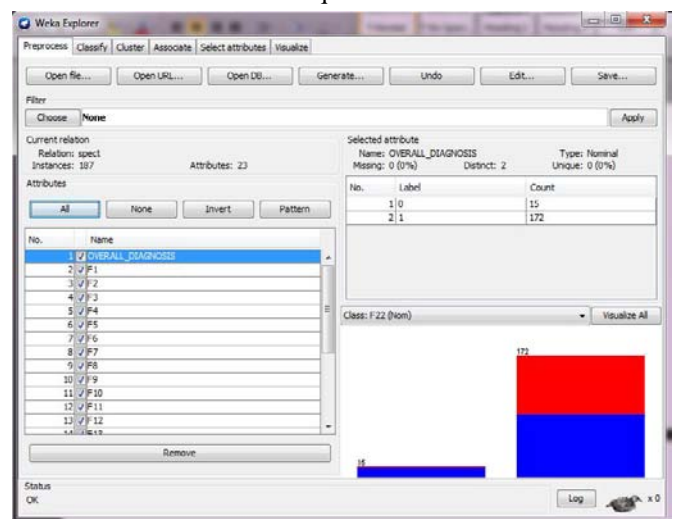 Weka Explorer
Preprocess Classify Cluster Associate Select attributes Visualize
Open file... Open URL... Open DB... Generate... Undo Edit... Save...
Filter
Choose None Apply
Current relation
Relation: spect
Instances: 187 Attributes: 23
Selected attribute
Name: OVERALL_DIAGNOSIS Type: Nominal
Missing: 0 (0%) Distinct: 2 Unique: 0 (0%)
No. Label Count
1 0 15
2 1 172
Attributes
All None Invert Pattern
No. Name
1 OVERALL_DIAGNOSIS
2 F1
3 F2
4 F3
5 F4
6 F5
7 F6
8 F7
9 F8
10 F9
11 F10
12 F11
13 F12
14 F13
Remove
Class: F22 (Nom) Visualize All
172
15
Status
OK
Log x 0